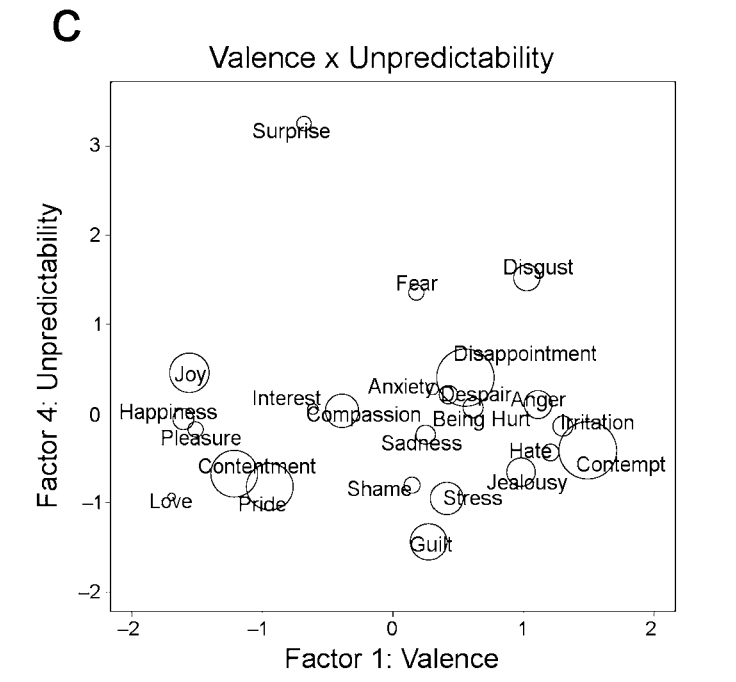 C
Valence x Unpredictability
Factor 4: Unpredictability
3
2
1
0
–1
–2
Surprise
Disgust
Fear
Disappointment
Joy
Anxiety
Despair
Interest
Anger
Happiness
Compassion
Being Hurt
Irritation
Pleasure
Sadness
Hate
Contentment
Contempt
Jealousy
Shame
Love
Pride
Stress
Guilt
–2
–1
0
1
2
Factor 1: Valence